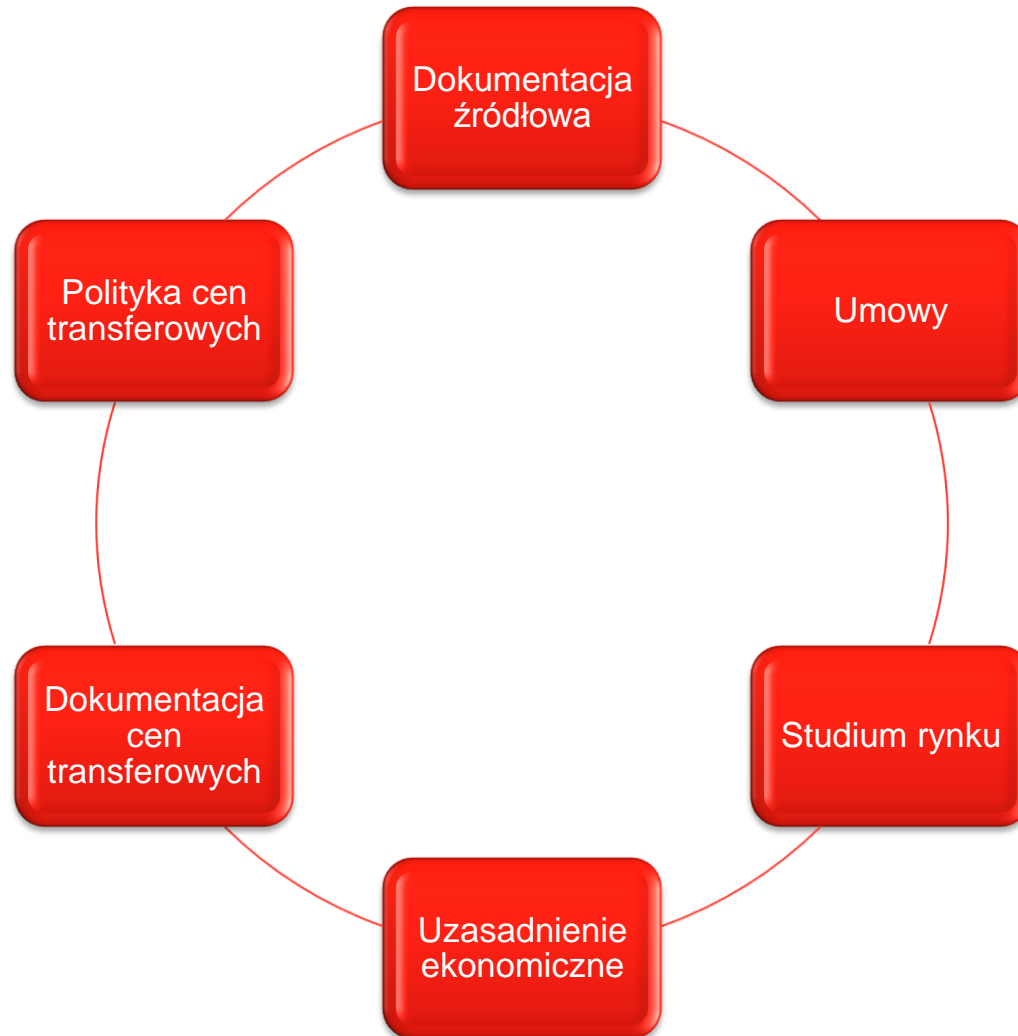 Dokumentacja
źródłowa
Umowy
Studium rynku
Uzasadnienie
ekonomiczne
Dokumentacja
cen
transferowych
Polityka cen
transferowych